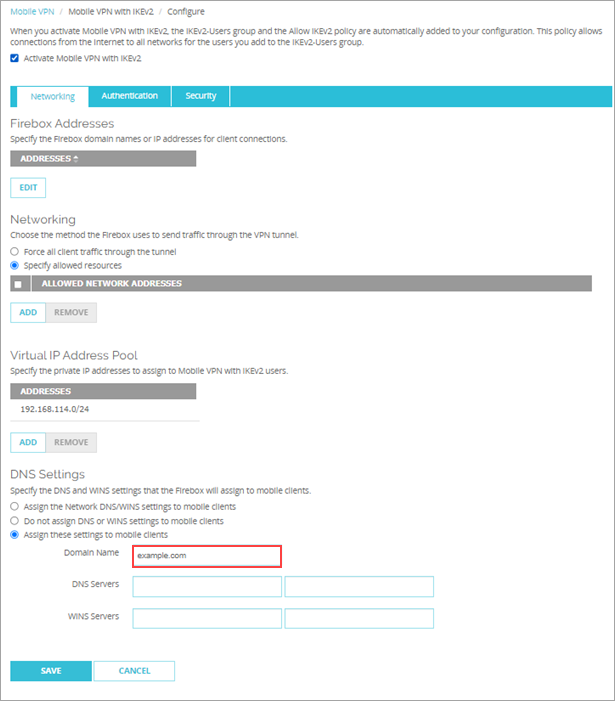 Mobile VPN / Mobile VPN with IKEv2 / Configure
When you activate Mobile VPN with IKEv2, the IKEv2-Users group and the Allow IKEv2 policy are automatically added to your configuration. This policy allows
connections from the Internet to all networks for the users you add to the IKEv2-Users group.
Activate Mobile VPN with IKEv2
Networking Authentication Security
Firebox Addresses
Specify the Firebox domain names or IP addresses for client connections.
ADDRESSES
EDIT
Networking
Choose the method the Firebox uses to send traffic through the VPN tunnel.
Force all client traffic through the tunnel
Specify allowed resources
ALLOWED NETWORK ADDRESSES
ADD REMOVE
Virtual IP Address Pool
Specify the private IP addresses to assign to Mobile VPN with IKEv2 users.
ADDRESSES
192.168.114.0/24
ADD REMOVE
DNS Settings
Specify the DNS and WINS settings that the Firebox will assign to mobile clients.
Assign the Network DNS/WINS settings to mobile clients
Do not assign DNS or WINS settings to mobile clients
Assign these settings to mobile clients
Domain Name example.com
DNS Servers
WINS Servers
SAVE CANCEL